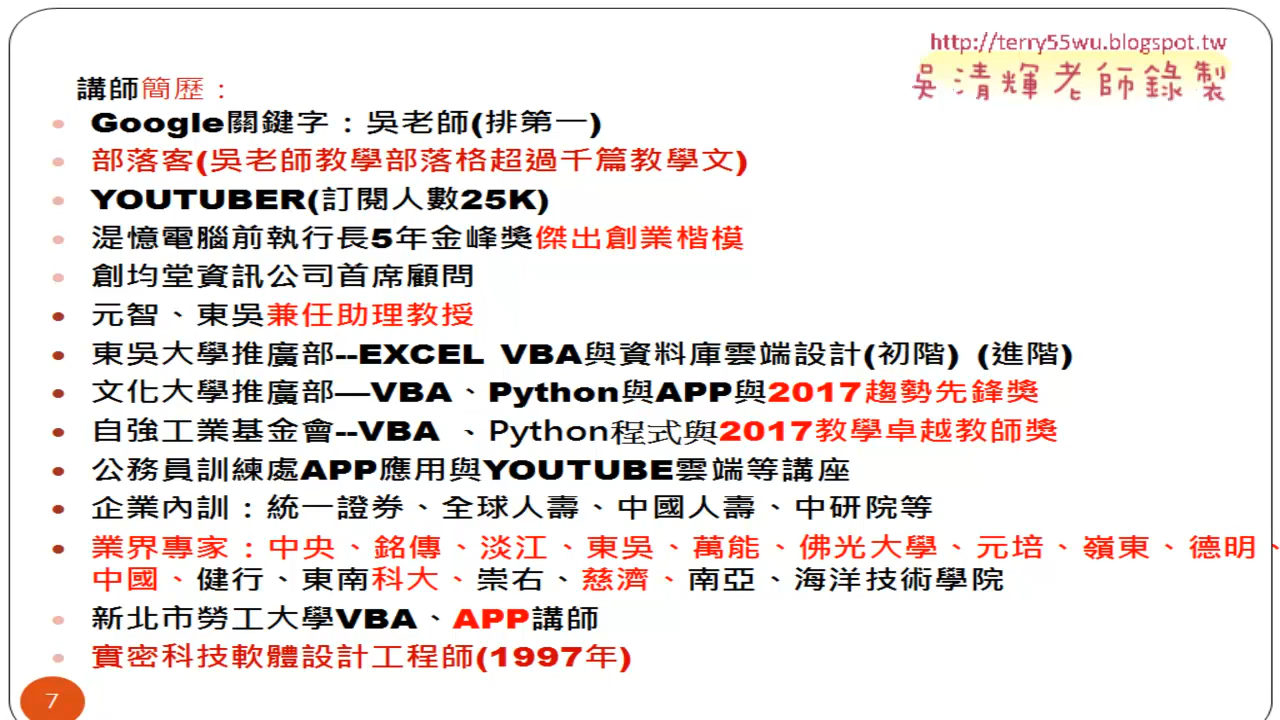 http://terry55wu.blogspot.tw
吳清輝老師錄製
講師簡歷：
Google關鍵字：吳老師(排第一)
部落客(吳老師教學部落格超過千篇教學文)
YOUTUBER(訂閱人數25K)
湜憶電腦前執行長5年金峰獎傑出創業楷模
創均堂資訊公司首席顧問
元智、東吳兼任助理教授
東吳大學推廣部--EXCEL VBA與資料庫雲端設計(初階) (進階)
文化大學推廣部—VBA、Python與APP與2017趨勢先鋒獎
自強工業基金會--VBA 、Python程式與2017教學卓越教師獎
公務員訓練處APP應用與YOUTUBE雲端等講座
企業內訓：統一證券、全球人壽、中國人壽、中研院等
業界專家：中央、銘傳、淡江、東吳、萬能、佛光大學、元培、嶺東、德明、
中國、健行、東南科大、崇右、慈濟、南亞、海洋技術學院
新北市勞工大學VBA、APP講師
實密科技軟體設計工程師(1997年)
7